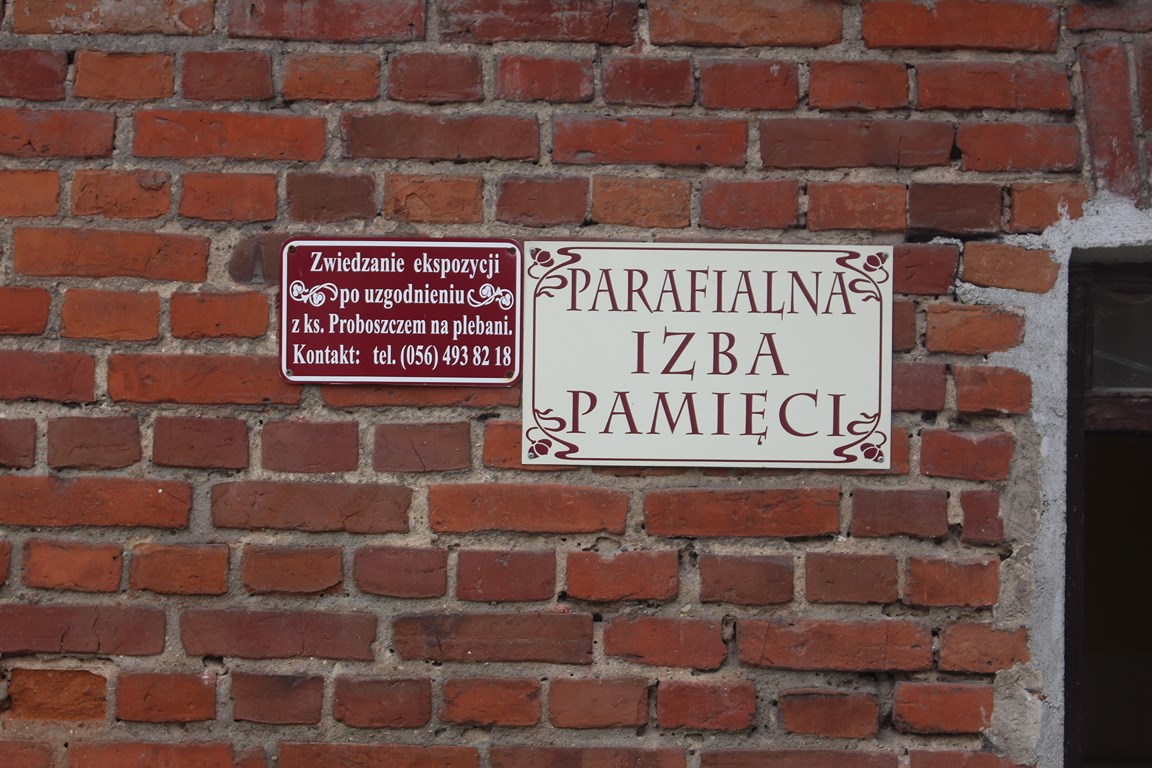 Zwiedzanie ekspozycji
po uzgodnieniu
z ks. Proboszczem na plebani.
Kontakt: tel. (056) 493 82 18
PARAFIALNA
IZBA
PAMIĘCI